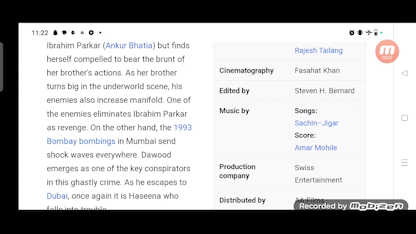 11:22
Ibrahim Parkar (Ankur Bhatia) but finds
herself compelled to bear the brunt of
her brother's actions. As her brother
turns big in the underworld scene, his
enemies also increase manifold. One of
the enemies eliminates Ibrahim Parkar
as revenge. On the other hand, the 1993
Bombay bombings in Mumbai send
shock waves everywhere. Dawood
emerges as one of the key conspirators
in this ghastly crime. As he escapes to
Dubai, once again it is Haseena who
falls into trouble
Rajesh Tailang
Cinematography Fasahat Khan
Edited by Steven H. Bernard
Music by Songs:
Sachin–Jigar
Score:
Amar Mohile
Production Swiss
company Entertainment
Distributed by AA Films
Recorded by MOBIZEN